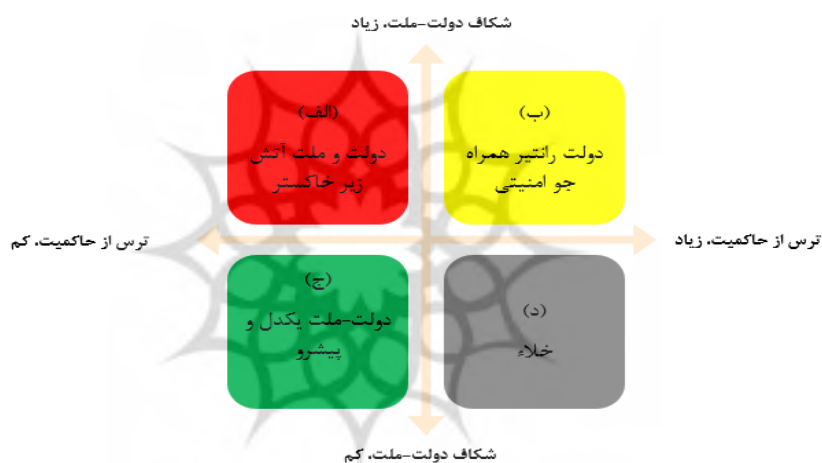 شکاف دولت-ملت، زیاد
(الف)
دولت و ملت آتش
زیر خاکستر
(ب)
دولت رانتیر همراه
جو امنیتی
ترس از حاکمیت، کم
ترس از حاکمیت، زیاد
(ج)
دولت-ملت یکدل و
پیشرو
(د)
خلاء
شکاف دولت-ملت، کم